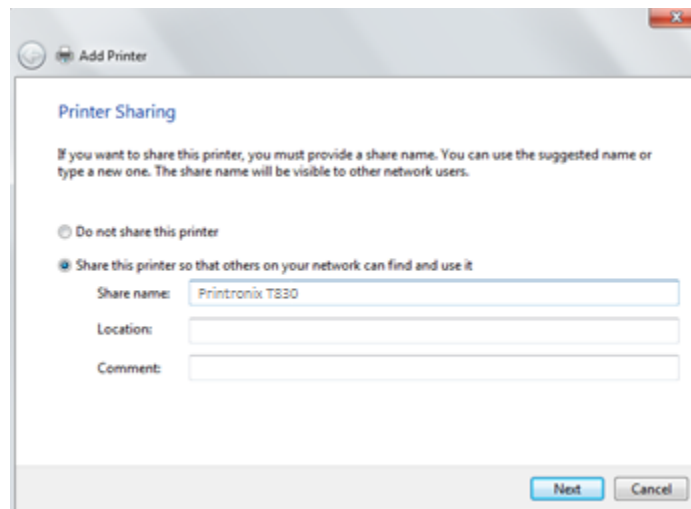 Add Printer
Printer Sharing
If you want to share this printer, you must provide a share name. You can use the suggested name or
type a new one. The share name will be visible to other network users.
Do not share this printer
Share this printer so that others on your network can find and use it
Share name: Printronix T830
Location:
Comment:
Next Cancel